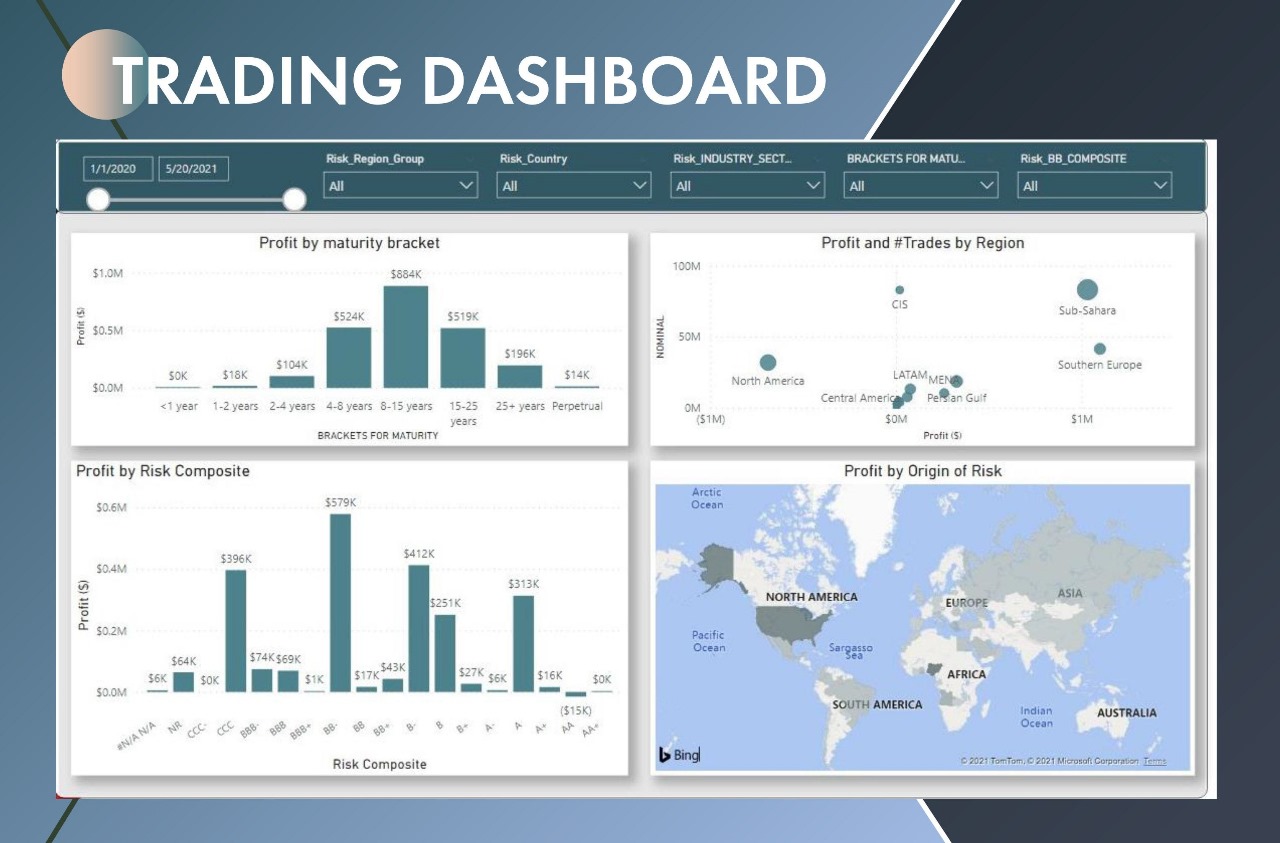 TRADING DASHBOARD
1/1/2020
5/20/2021
Risk_Region_Group
All
Risk_Country
All
Risk_INDUSTRY_SECT...
All
BRACKETS FOR MATU...
All
Risk_BB_COMPOSITE
All
Profit by maturity bracket
Profit ($)
$1.0M
$0.5M
$0.0M
$0K
$18K
$104K
$524K
$884K
$519K
$196K
$14K
<1 year
1-2 years
2-4 years
4-8 years
8-15 years
15-25
years
25+ years
Perpetrual
BRACKETS FOR MATURITY
Profit and #Trades by Region
NOMINAL
100M
50M
0M
CIS
Sub-Sahara
Southern Europe
North America
LATAM
MENA
Central America
Persian Gulf
($1M)
$0M
$1M
Profit ($)
Profit by Risk Composite
Profit ($)
$0.6M
$0.4M
$0.2M
$0.0M
$6K
$64K
$0K
$396K
$74K
$69K
$1K
$579K
$17K
$43K
$412K
$251K
$27K
$6K
$313K
$16K
($15K)
$0K
#N/A N/A
NR
CCC-
CCC
BBB-
BBB
BBB+
BB-
BB
BB+
B-
B
B+
A-
A
A+
AA
AA+
Risk Composite
Profit by Origin of Risk
Arctic
Ocean
NORTH AMERICA
EUROPE
ASIA
Pacific
Ocean
Sargasso
Sea
AFRICA
SOUTH AMERICA
Indian
Ocean
AUSTRALIA
Bing
© 2021 TomTom, © 2021 Microsoft Corporation Terms